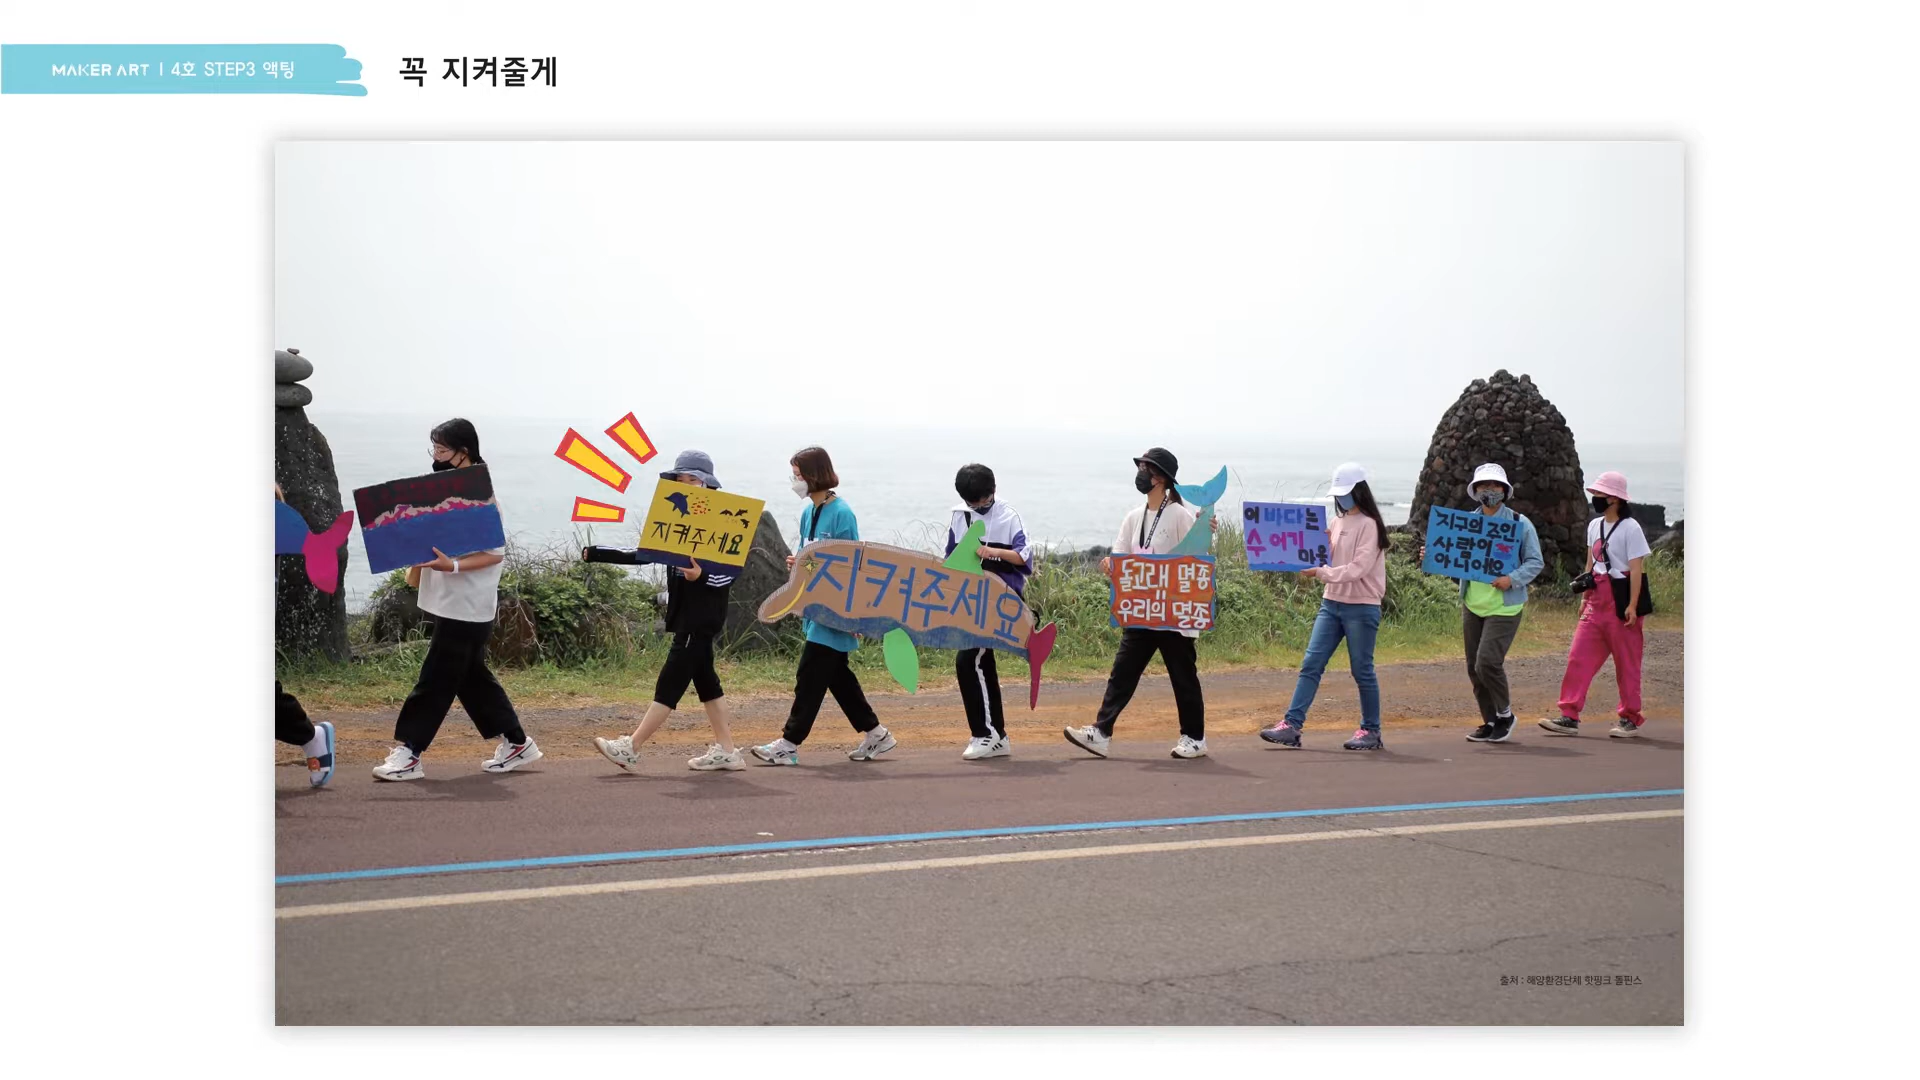 MAKER ART | 4호 STEP3 액팅
꼭 지켜줄게
지켜주세요
지켜주세요
돌고래 멸종
=
우리의 멸종
이 바다는
수 애기
마을
지구의 주인,
사람이
아니에요
출처 : 해양환경단체 핫핑크 돌핀스